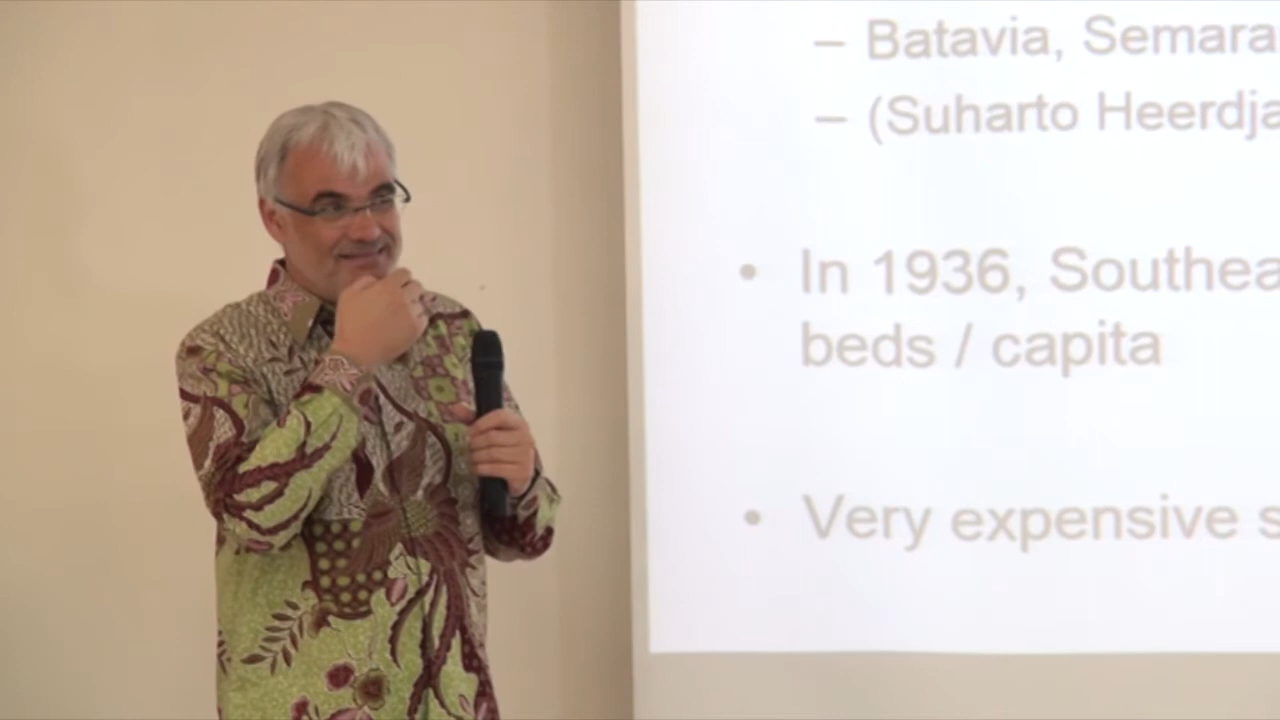 – Batavia, Semara
– (Suharto Heerdja
• In 1936, Southea
beds / capita
• Very expensive s